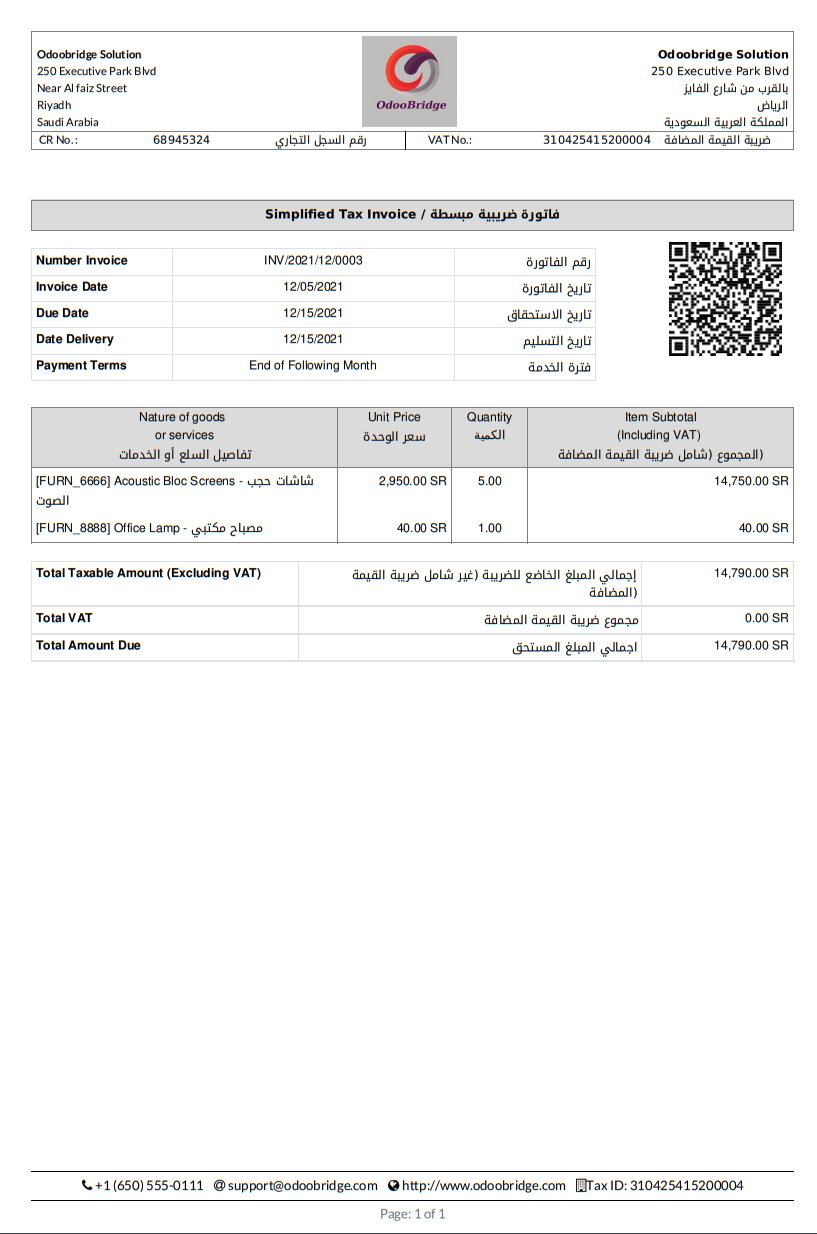 Odoobridge Solution
250 Executive Park Blvd
Near Al faiz Street
Riyadh
Saudi Arabia
OdooBridge
Odoobridge Solution
250 Executive Park Blvd
بالقرب من شارع الفايز
الرياض
المملكة العربية السعودية
CR No.: 68945324 رقم السجل التجاري VAT No.: 310425415200004 ضريبة القيمة المضافة
Simplified Tax Invoice / فاتورة ضريبية مبسطة
Number Invoice INV/2021/12/0003 رقم الفاتورة
Invoice Date 12/05/2021 تاريخ الفاتورة
Due Date 12/15/2021 تاريخ الاستحقاق
Date Delivery 12/15/2021 تاريخ التسليم
Payment Terms End of Following Month فترة الخدمة
Nature of goods
or services
تفاصيل السلع أو الخدمات
Unit Price
سعر الوحدة
Quantity
الكمية
Item Subtotal
(Including VAT)
المجموع (شامل ضريبة القيمة المضافة)
[FURN_6666] Acoustic Bloc Screens - شاشات حجب 2,950.00 SR 5.00 14,750.00 SR
الصوت
[FURN_8888] Office Lamp - مصباح مكتبي 40.00 SR 1.00 40.00 SR
Total Taxable Amount (Excluding VAT) إجمالي المبلغ الخاضع للضريبة (غير شامل ضريبة القيمة 14,790.00 SR
المضافة)
Total VAT مجموع ضريبة القيمة المضافة 0.00 SR
Total Amount Due اجمالي المبلغ المستحق 14,790.00 SR
+1 (650) 555-0111 @ support@odoobridge.com http://www.odoobridge.com Tax ID: 310425415200004
Page: 1 of 1